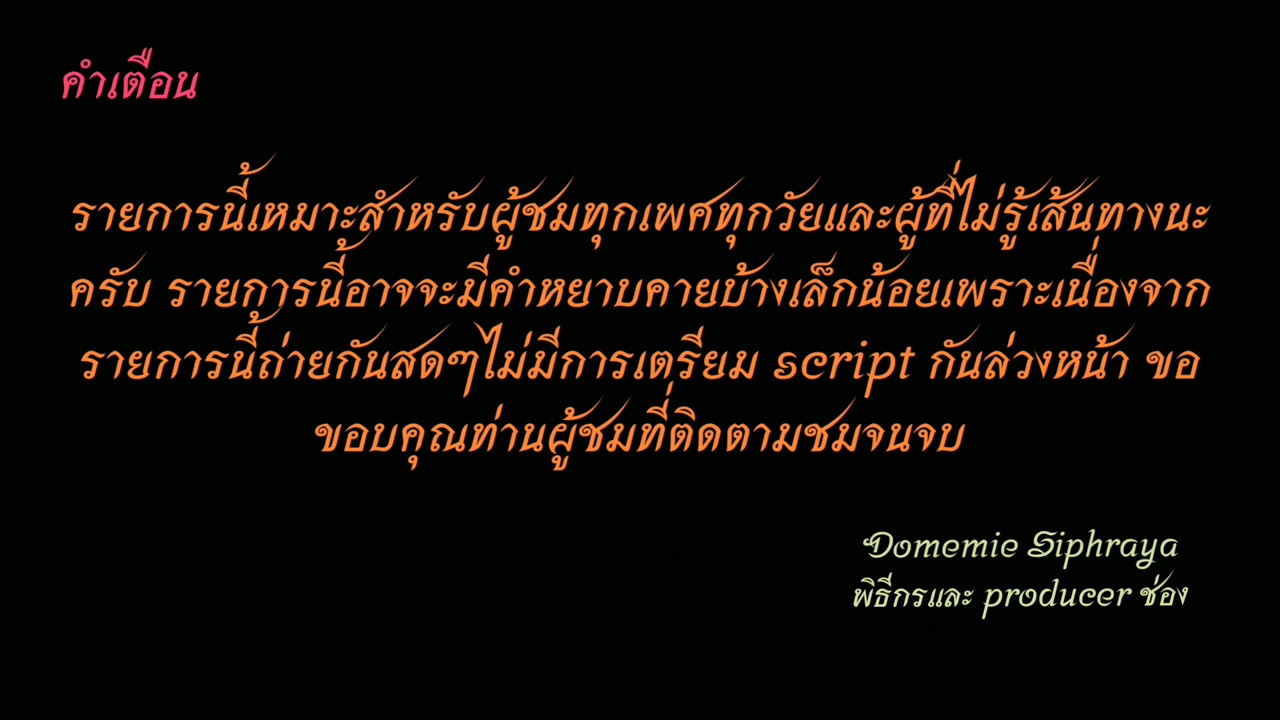 คำเตือน
รายการนี้เหมาะสำหรับผู้ชมทุกเพศทุกวัยและผู้ที่ไม่รู้เส้นทางนะ
ครับ รายการนี้อาจจะมีคำหยาบคายบ้างเล็กน้อยเพราะเนื่องจาก
รายการนี้ถ่ายกันสดๆไม่มีการเตรียม script กันล่วงหน้า ขอ
ขอบคุณท่านผู้ชมที่ติดตามชมจนจบ
Domemie Siphraya
พิธีกรและ producer ช่อง